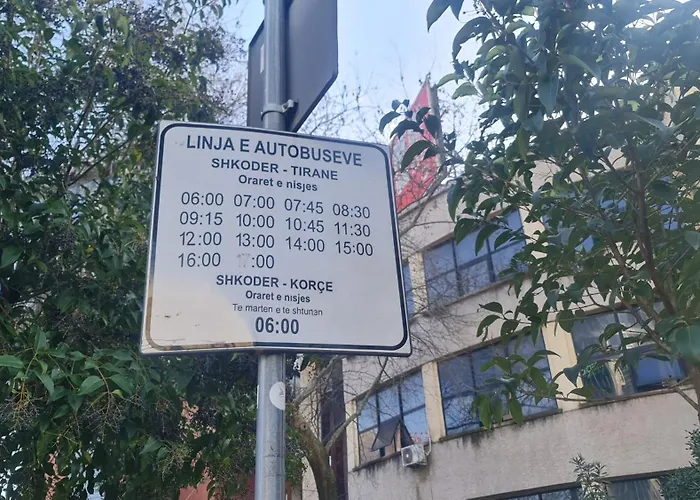 LINJA E AUTOBUSEVE
SHKODER - TIRANE
Oraret e nisjes
06:00 07:00 07:45 08:30
09:15 10:00 10:45 11:30
12:00 13:00 14:00 15:00
16:00 :00
SHKODER - KORÇE
Oraret e nisjes
Te marten e te shtunan
06:00